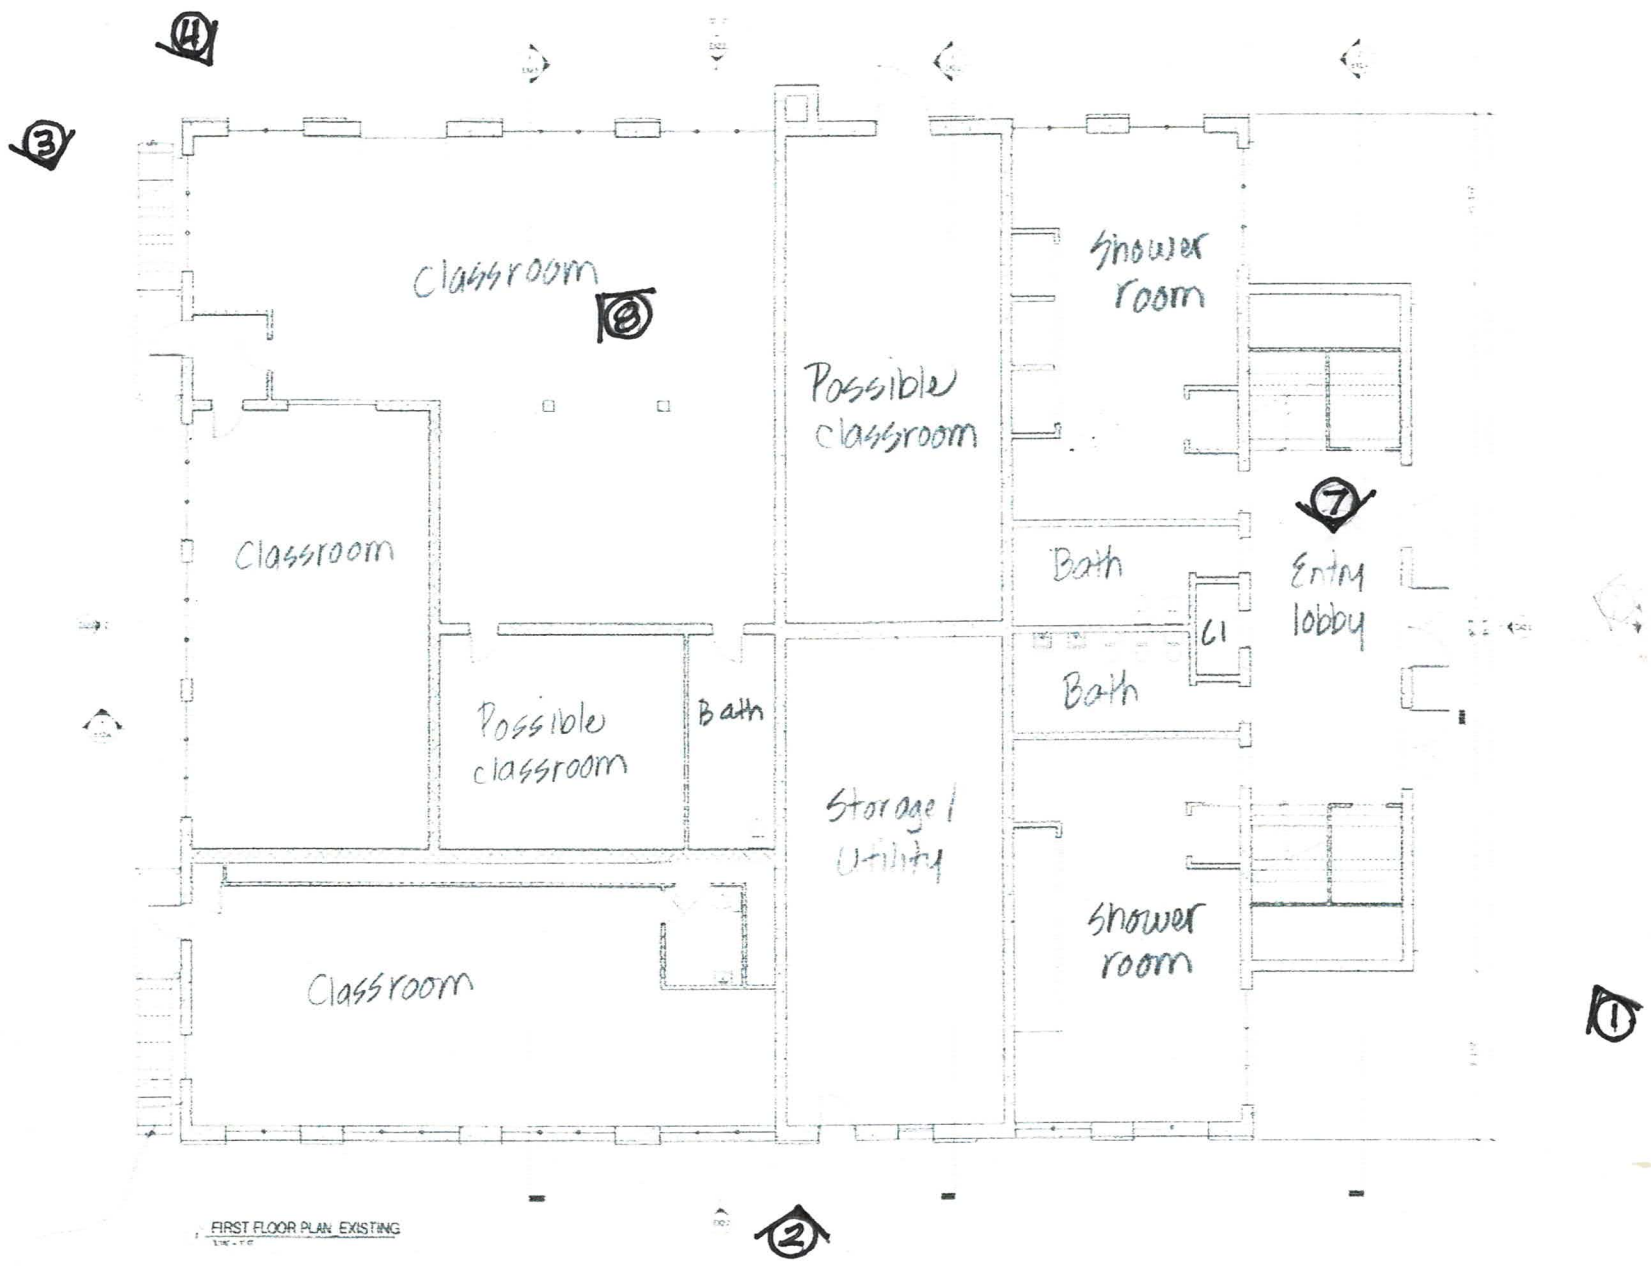 4
3
Classroom
8
Shower
room
Possible
classroom
7
Classroom
Bath
Entry
lobby
Cl
Bath
Possible
classroom
Bath
Storage/
Utility
Shower
room
Classroom
1
2
FIRST FLOOR PLAN EXISTING